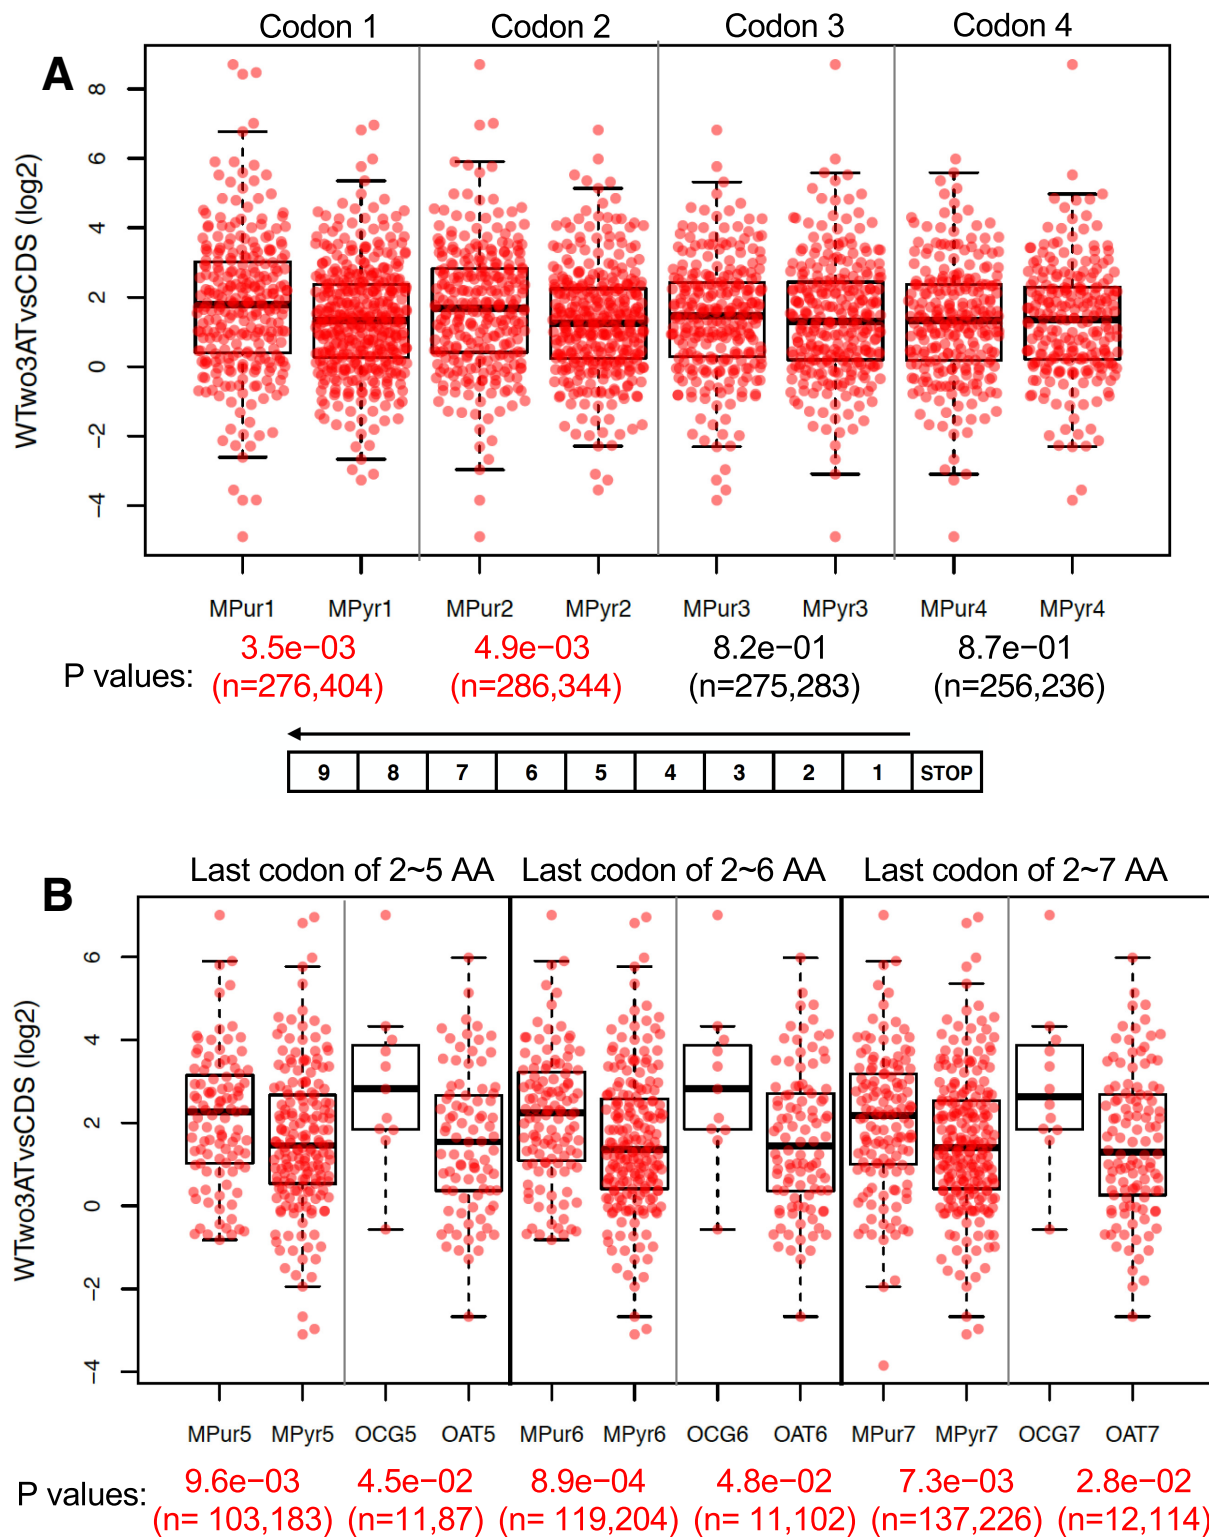 Codon 1 Codon 2 Codon 3 Codon 4
A
WTwo3ATvsCDS (log2)
8
6
4
2
0
−2
−4
MPur1 MPyr1 MPur2 MPyr2 MPur3 MPyr3 MPur4 MPyr4
P values:
3.5e−03 4.9e−03 8.2e−01 8.7e−01
(n=276,404) (n=286,344) (n=275,283) (n=256,236)
9 8 7 6 5 4 3 2 1 STOP
Last codon of 2~5 AA Last codon of 2~6 AA Last codon of 2~7 AA
B
WTwo3ATvsCDS (log2)
6
4
2
0
−2
−4
MPur5 MPyr5 OCG5 OAT5 MPur6 MPyr6 OCG6 OAT6 MPur7 MPyr7 OCG7 OAT7
P values:
9.6e−03 4.5e−02 8.9e−04 4.8e−02 7.3e−03 2.8e−02
(n= 103,183) (n=11,87) (n= 119,204) (n= 11,102) (n=137,226) (n=12,114)